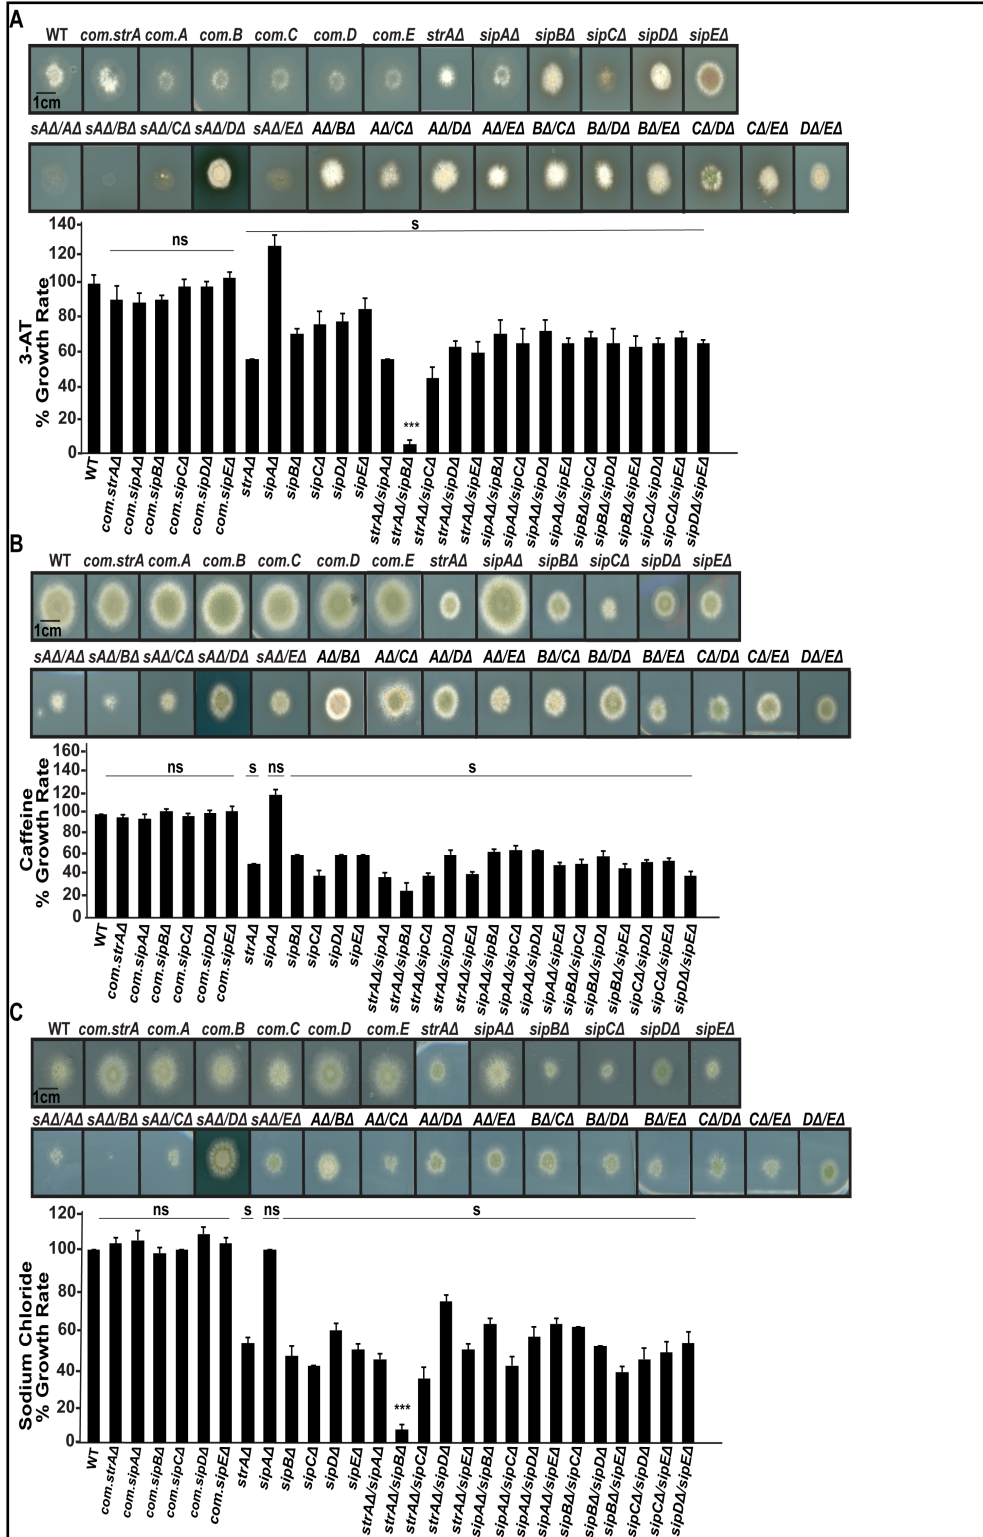 A
WT com.strA com.A com.B com.C com.D com.E strAΔ sipAΔ sipBΔ sipCΔ sipDΔ sipEΔ
1cm
sAΔ/AΔ sAΔ/BΔ sAΔ/CΔ sAΔ/DΔ sAΔ/EΔ AΔ/BΔ AΔ/CΔ AΔ/DΔ AΔ/EΔ BΔ/CΔ BΔ/DΔ BΔ/EΔ CΔ/DΔ CΔ/EΔ DΔ/EΔ
3-AT
% Growth Rate
140
120
100
80
60
40
20
0
ns
s
***
WT com.strAΔ com.sipAΔ com.sipBΔ com.sipCΔ com.sipDΔ com.sipEΔ strAΔ sipAΔ sipBΔ sipCΔ sipDΔ sipEΔ strAΔ/sipAΔ strAΔ/sipBΔ strAΔ/sipCΔ strAΔ/sipDΔ strAΔ/sipEΔ sipAΔ/sipBΔ sipAΔ/sipCΔ sipAΔ/sipDΔ sipAΔ/sipEΔ sipBΔ/sipCΔ sipBΔ/sipDΔ sipBΔ/sipEΔ sipCΔ/sipDΔ sipCΔ/sipEΔ sipDΔ/sipEΔ
B
WT com.strA com.A com.B com.C com.D com.E strAΔ sipAΔ sipBΔ sipCΔ sipDΔ sipEΔ
1cm
sAΔ/AΔ sAΔ/BΔ sAΔ/CΔ sAΔ/DΔ sAΔ/EΔ AΔ/BΔ AΔ/CΔ AΔ/DΔ AΔ/EΔ BΔ/CΔ BΔ/DΔ BΔ/EΔ CΔ/DΔ CΔ/EΔ DΔ/EΔ
Caffeine
% Growth Rate
160
140
120
100
80
60
40
20
0
ns s ns s
WT com.strAΔ com.sipAΔ com.sipBΔ com.sipCΔ com.sipDΔ com.sipEΔ strAΔ sipAΔ sipBΔ sipCΔ sipDΔ sipEΔ strAΔ/sipAΔ strAΔ/sipBΔ strAΔ/sipCΔ strAΔ/sipDΔ strAΔ/sipEΔ sipAΔ/sipBΔ sipAΔ/sipCΔ sipAΔ/sipDΔ sipAΔ/sipEΔ sipBΔ/sipCΔ sipBΔ/sipDΔ sipBΔ/sipEΔ sipCΔ/sipDΔ sipCΔ/sipEΔ sipDΔ/sipEΔ
C
WT com.strA com.A com.B com.C com.D com.E strAΔ sipAΔ sipBΔ sipCΔ sipDΔ sipEΔ
1cm
sAΔ/AΔ sAΔ/BΔ sAΔ/CΔ sAΔ/DΔ sAΔ/EΔ AΔ/BΔ AΔ/CΔ AΔ/DΔ AΔ/EΔ BΔ/CΔ BΔ/DΔ BΔ/EΔ CΔ/DΔ CΔ/EΔ DΔ/EΔ
Sodium Chloride
% Growth Rate
120
100
80
60
40
20
0
ns s ns s
***
WT com.strAΔ com.sipAΔ com.sipBΔ com.sipCΔ com.sipDΔ com.sipEΔ strAΔ sipAΔ sipBΔ sipCΔ sipDΔ sipEΔ strAΔ/sipAΔ strAΔ/sipBΔ strAΔ/sipCΔ strAΔ/sipDΔ strAΔ/sipEΔ sipAΔ/sipBΔ sipAΔ/sipCΔ sipAΔ/sipDΔ sipAΔ/sipEΔ sipBΔ/sipCΔ sipBΔ/sipDΔ sipBΔ/sipEΔ sipCΔ/sipDΔ sipCΔ/sipEΔ sipDΔ/sipEΔ